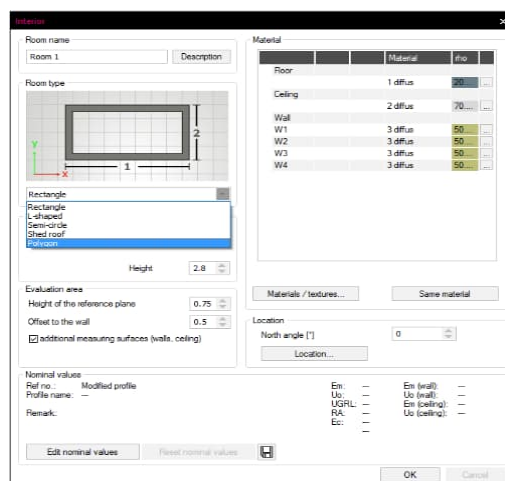 Interior
Room name
Room 1
Description
Room type
Y
X
1
2
Rectangle
Rectangle
L-shaped
Semi-circle
Shed roof
Polygon
Height 2.8
Evaluation area
Height of the reference plane 0.75
Offset to the wall 0.5
additional measuring surfaces (walls, ceiling)
Material
Material rho
Floor
1 diffus 20... ...
Ceiling
2 diffus 70.... ...
Wall
W1 3 diffus 50... ...
W2 3 diffus 50... ...
W3 3 diffus 50... ...
W4 3 diffus 50... ...
Materials / textures... Same material
Location
North angle [°] 0
Location...
Nominal values
Ref no.: Modified profile
Profile name: —
Remark:
Em: — Em (wall): —
Uo: — Uo (wall): —
UGRL: — Em (ceiling): —
RA: — Uo (ceiling): —
Ec: —
—
Edit nominal values Reset nominal values
OK Cancel